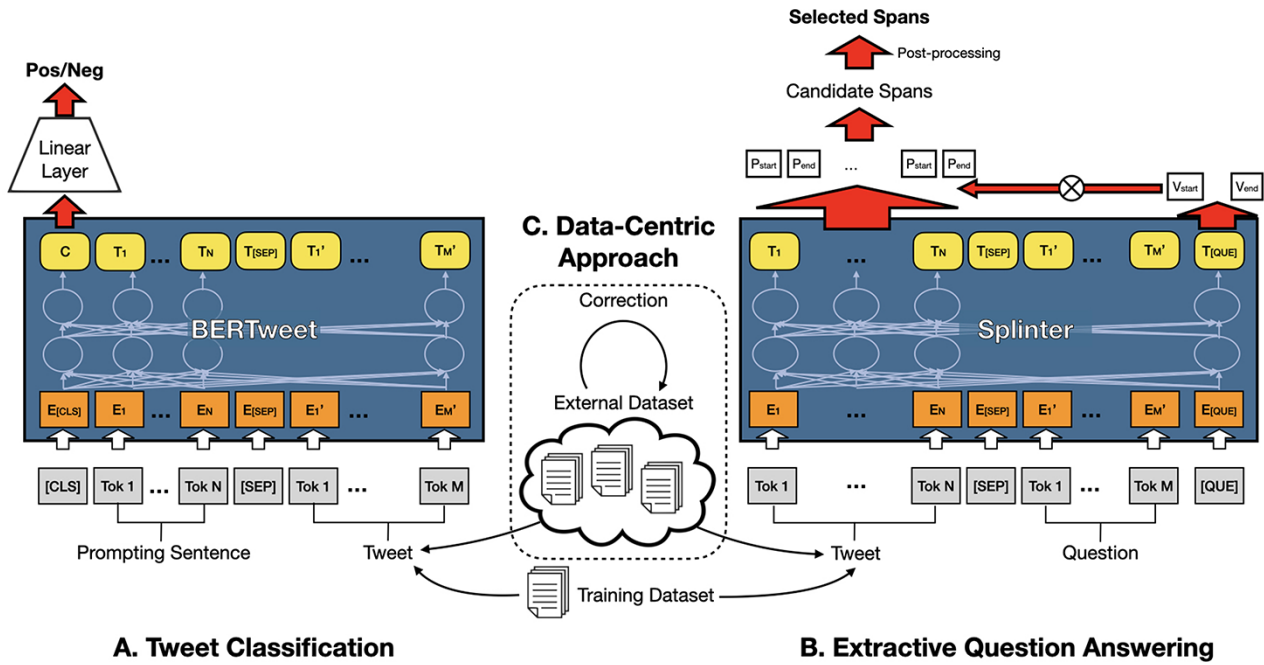 Selected Spans
Post-processing
Candidate Spans
Pos/Neg
Linear
Layer
Pstart Pend ... Pstart Pend
Vstart Vend
C T1 ... TN T[SEP] T1' ... TM'
BERTweet
E[CLS] E1 ... EN E[SEP] E1' ... EM'
[CLS] Tok 1 ... Tok N [SEP] Tok 1 ... Tok M
Prompting Sentence Tweet
A. Tweet Classification
C. Data-Centric
Approach
Correction
External Dataset
Training Dataset
T1 ... TN T[SEP] T1' ... TM' T[QUE]
Splinter
E1 ... EN E[SEP] E1' ... EM' E[QUE]
Tok 1 ... Tok N [SEP] Tok 1 ... Tok M [QUE]
Tweet Question
B. Extractive Question Answering